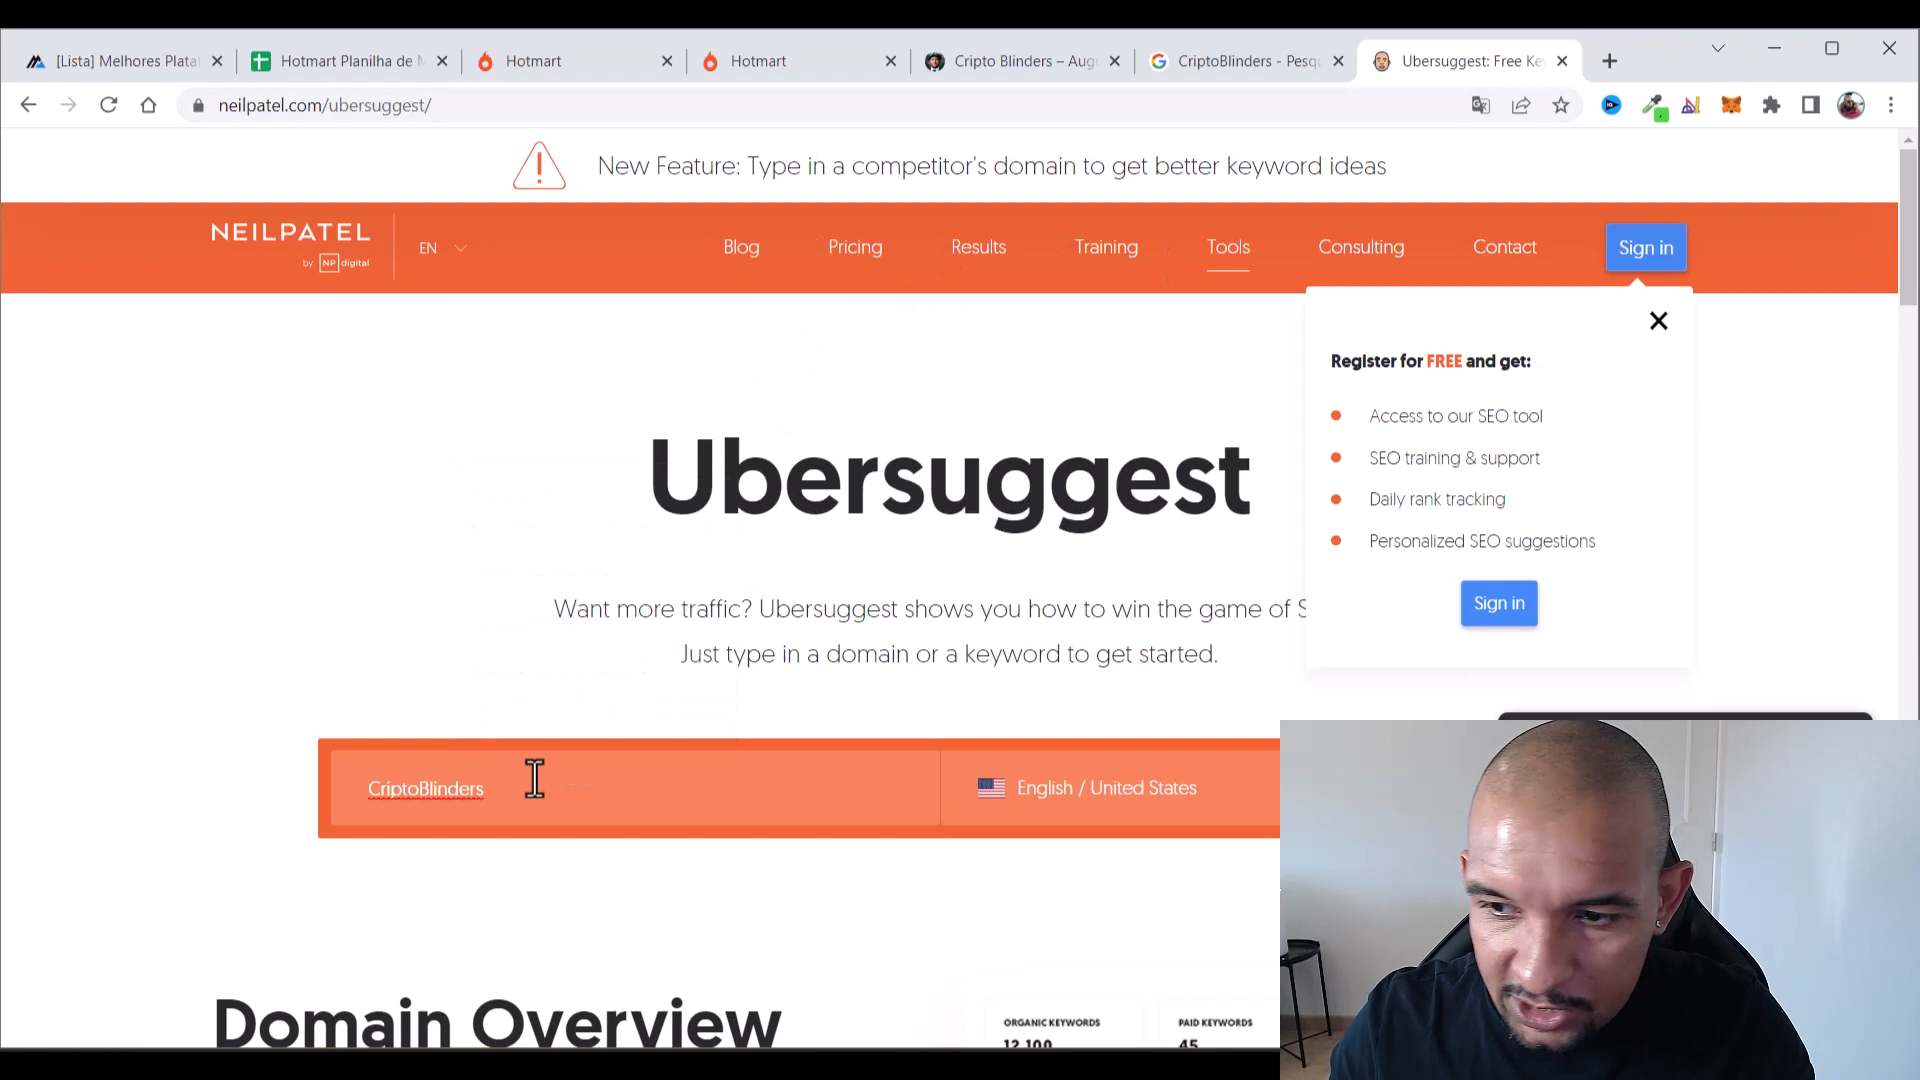 [Lista] Melhores Plata
Hotmart Planilha de M
Hotmart
Hotmart
Cripto Blinders – Aug
CriptoBlinders - Pesqu
Ubersuggest: Free Key
neilpatel.com/ubersuggest/
New Feature: Type in a competitor's domain to get better keyword ideas
NEILPATEL
by NP digital
EN
Blog
Pricing
Results
Training
Tools
Consulting
Contact
Sign in
Register for FREE and get:
Access to our SEO tool
SEO training & support
Daily rank tracking
Personalized SEO suggestions
Sign in
Ubersuggest
Want more traffic? Ubersuggest shows you how to win the game of S
Just type in a domain or a keyword to get started.
CriptoBlinders
English / United States
Domain Overview
ORGANIC KEYWORDS
12,100
PAID KEYWORDS
45